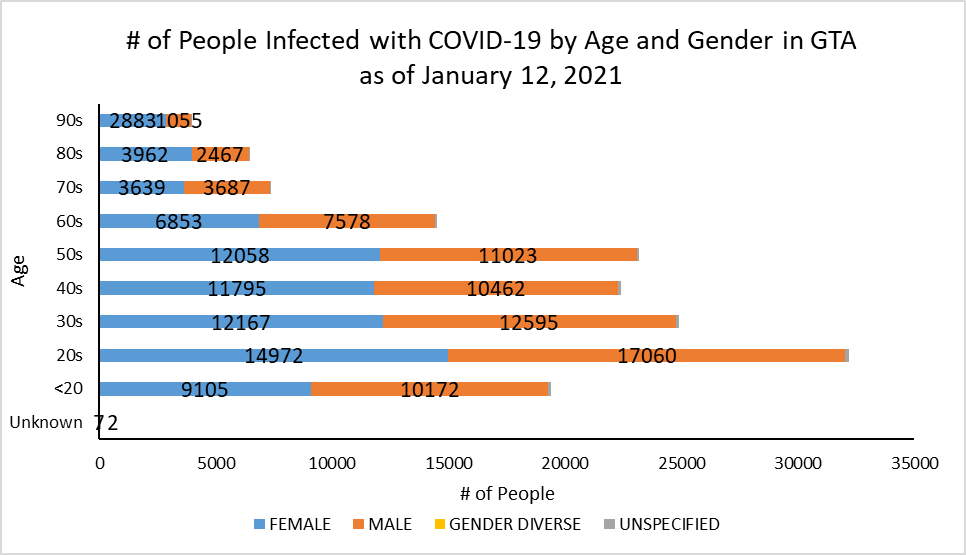 # of People Infected with COVID-19 by Age and Gender in GTA
as of January 12, 2021
90s 2883 1055
80s 3962 2467
70s 3639 3687
60s 6853 7578
50s 12058 11023
Age
40s 11795 10462
30s 12167 12595
20s 14972 17060
<20 9105 10172
Unknown 7 2
0 5000 10000 15000 20000 25000 30000 35000
# of People
FEMALE MALE GENDER DIVERSE UNSPECIFIED